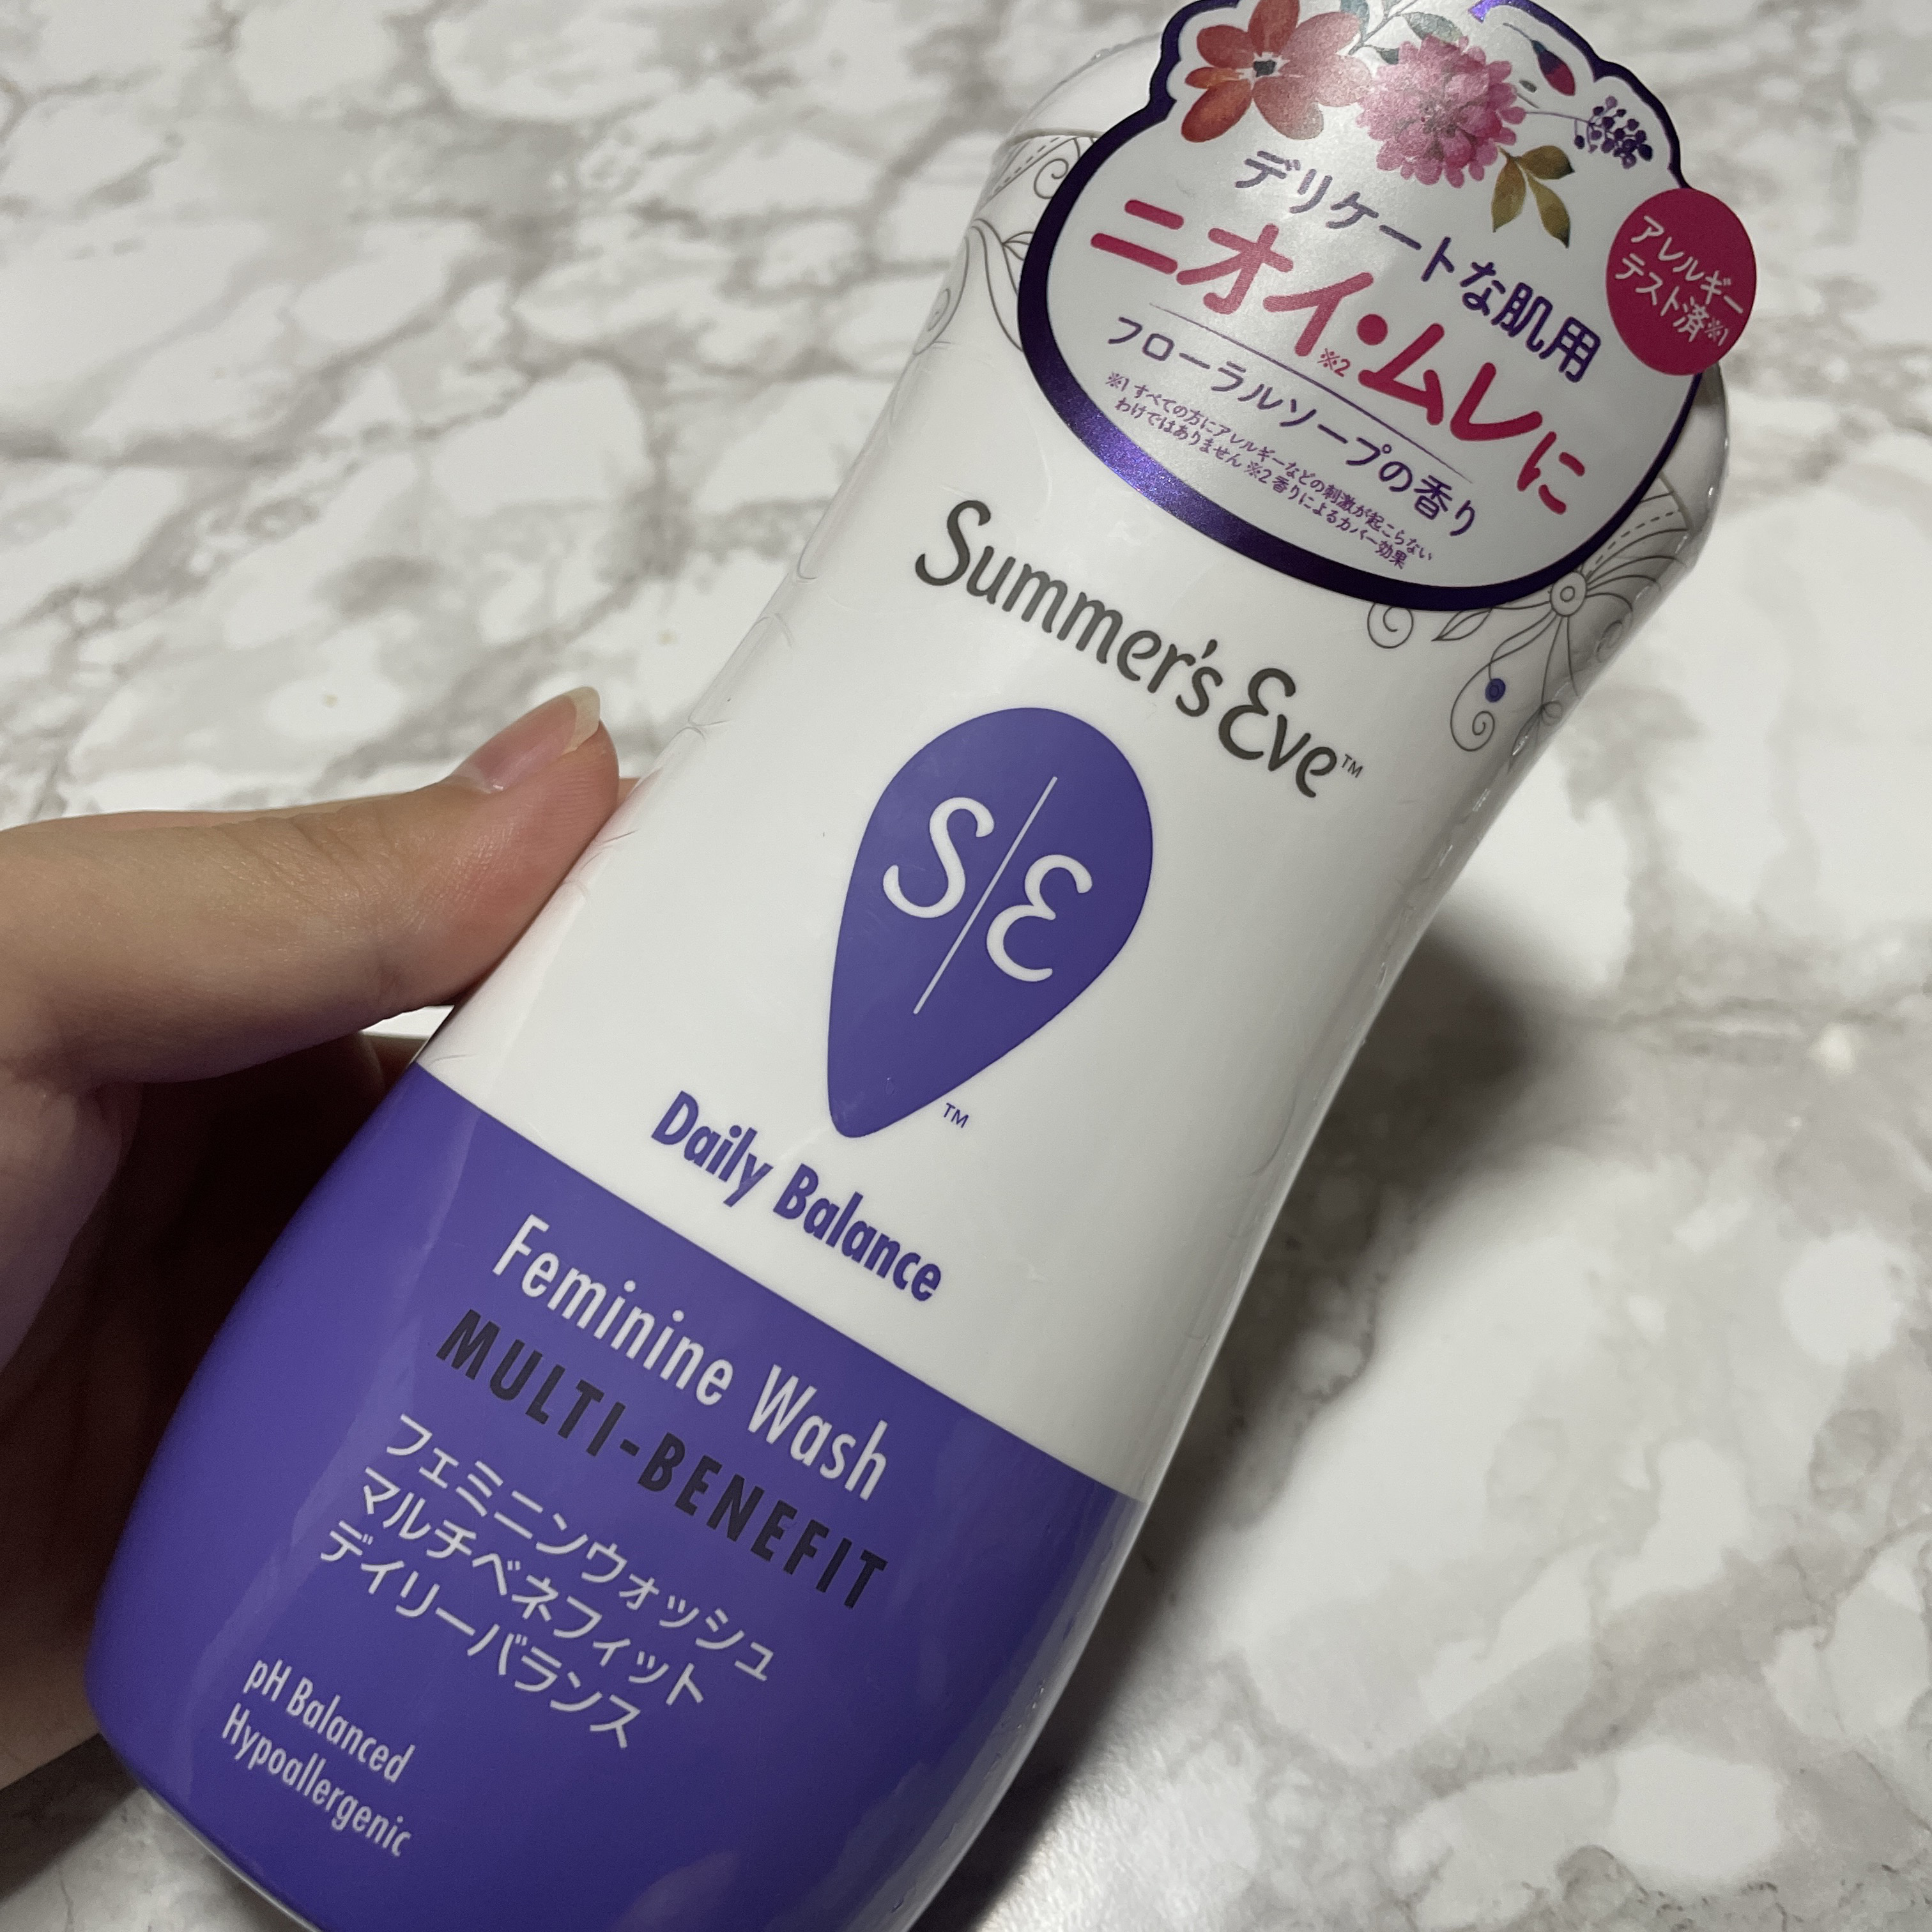 デリケートな肌用
ニオイ※2・ムレに
フローラルソープの香り
※1 すべての方にアレルギーなどの刺激が起こらない
わけではありません ※2 香りによるカバー効果
アレルギー
テスト済※1
Summer's Eve™
S/E
™
Daily Balance
Feminine Wash
MULTI-BENEFIT
フェミニンウォッシュ
マルチベネフィット
デイリーバランス
pH Balanced
Hypoallergenic